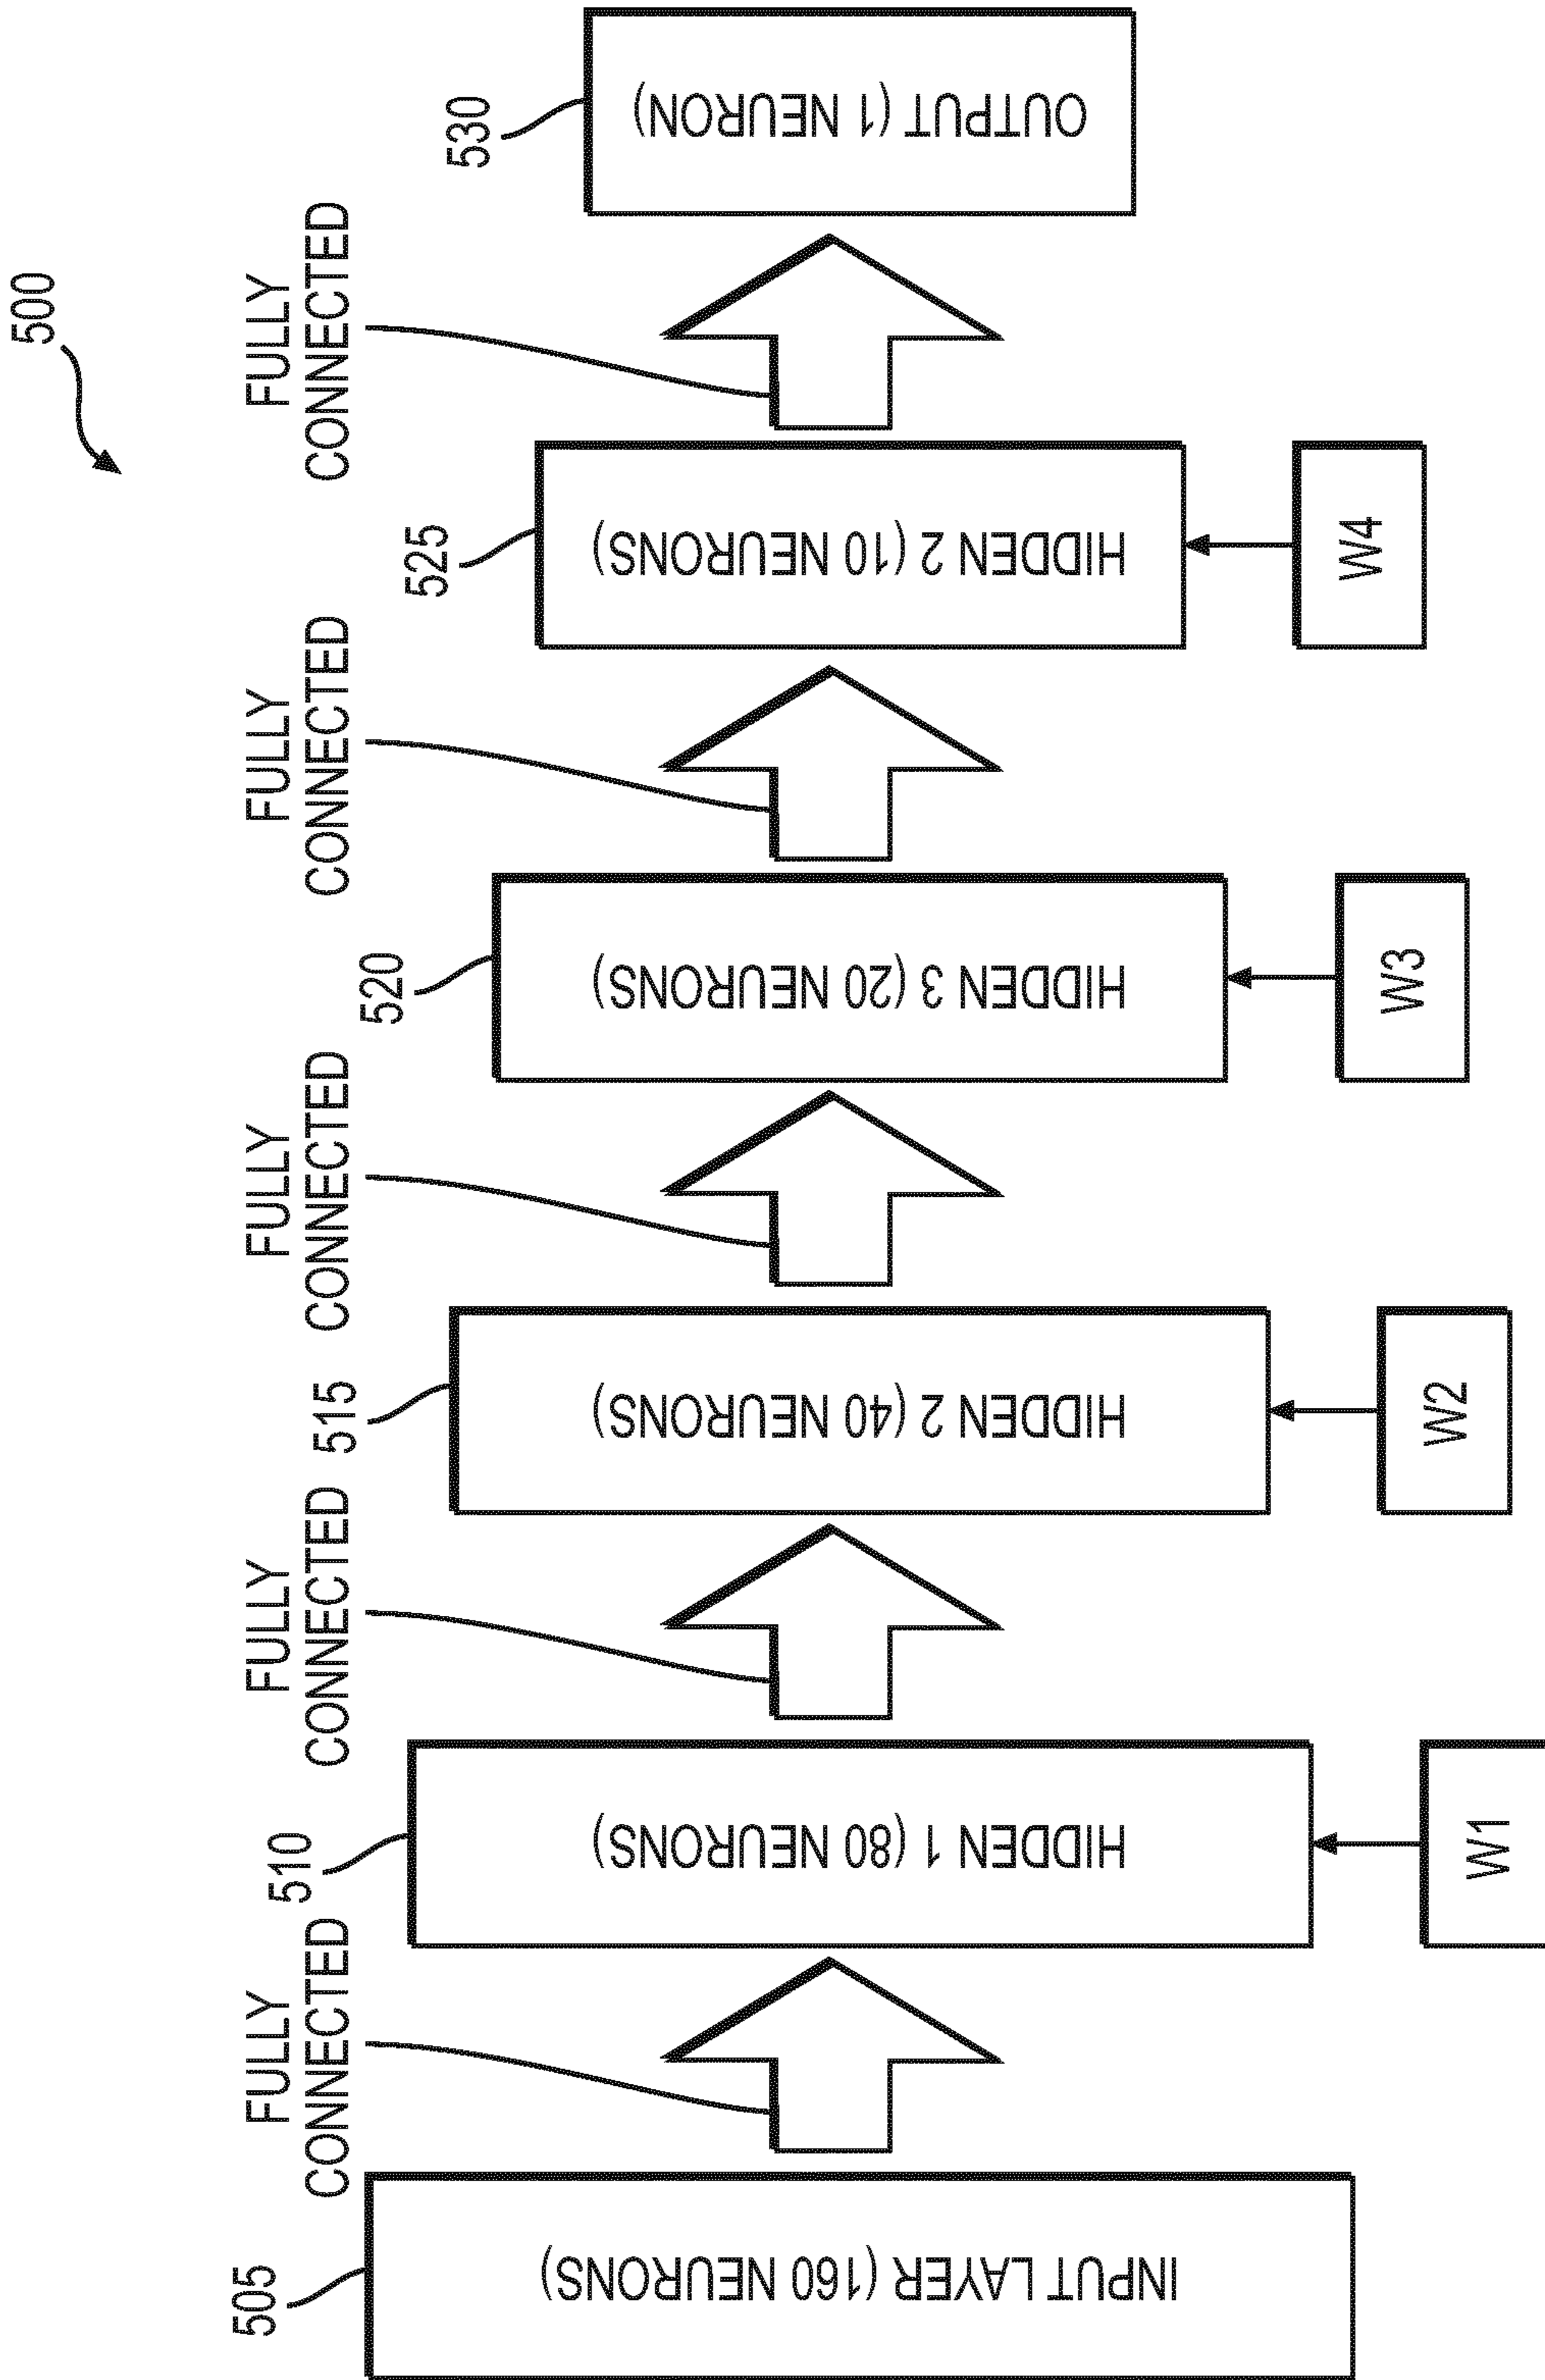 500
505
FULLY
CONNECTED
510
FULLY
CONNECTED
515
FULLY
CONNECTED
520
FULLY
CONNECTED
525
FULLY
CONNECTED
530
INPUT LAYER (160 NEURONS)
HIDDEN 1 (80 NEURONS)
HIDDEN 2 (40 NEURONS)
HIDDEN 3 (20 NEURONS)
HIDDEN 2 (10 NEURONS)
OUTPUT (1 NEURON)
W1
W2
W3
W4